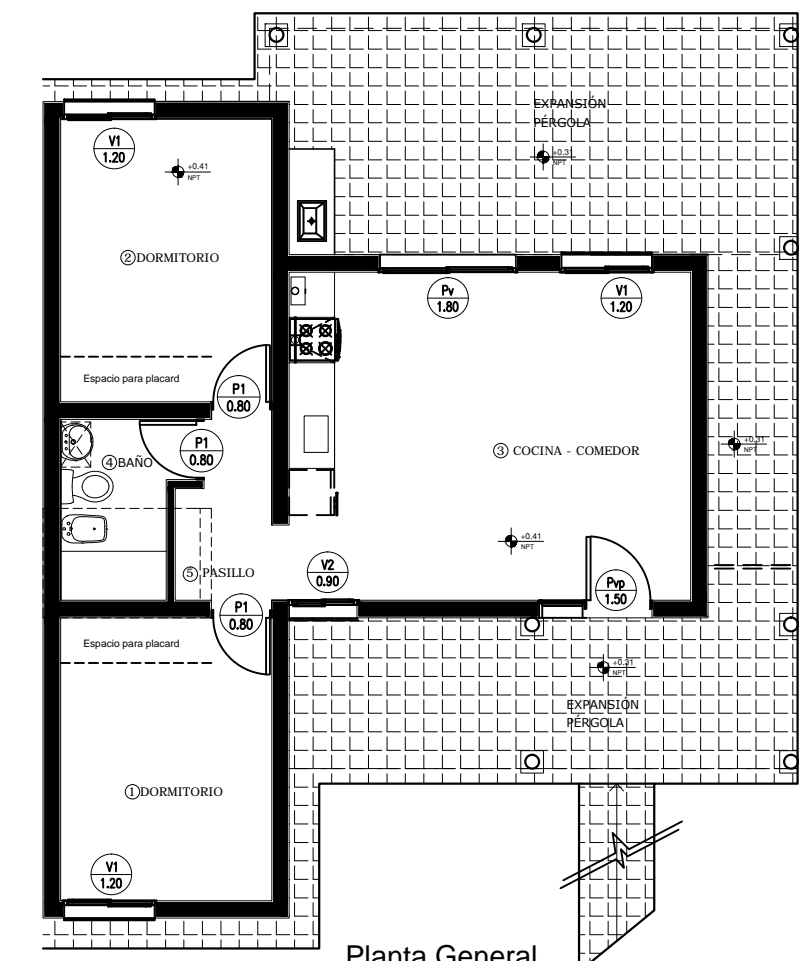 EXPANSIÓN
PÉRGOLA
V1
1.20
+0.41
NPT
+0.31
NPT
②DORMITORIO
Pv
1.80
V1
1.20
Espacio para placard
P1
0.80
P1
0.80
④BAÑO
③ COCINA - COMEDOR
+0.31
NPT
+0.41
NPT
⑤ PASILLO
V2
0.90
Pvp
1.50
P1
0.80
Espacio para placard
+0.31
NPT
EXPANSIÓN
PÉRGOLA
①DORMITORIO
V1
1.20
Planta General